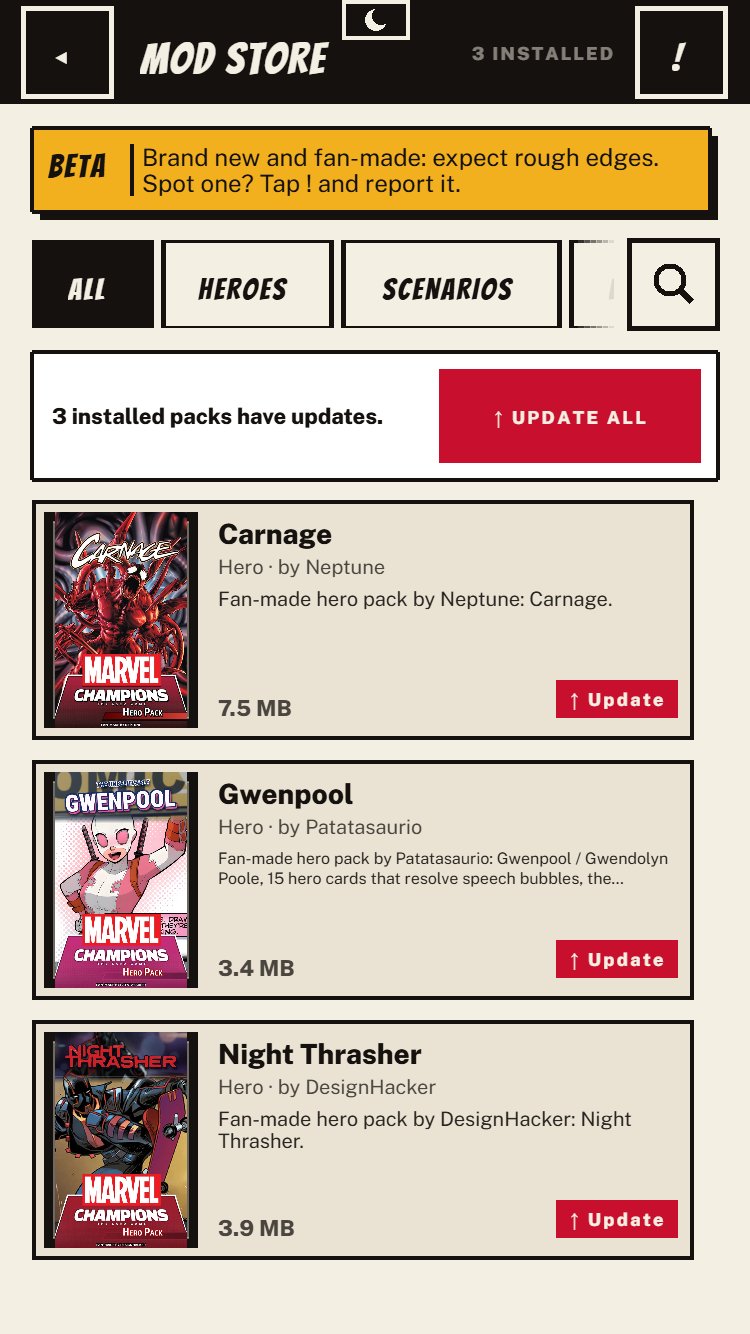 ◂
MOD STORE
3 INSTALLED
!
BETA
Brand new and fan-made: expect rough edges.
Spot one? Tap ! and report it.
ALL
HEROES
SCENARIOS
3 installed packs have updates.
↑ UPDATE ALL
CARNAGE
MARVEL
CHAMPIONS
HERO PACK
Carnage
Hero · by Neptune
Fan-made hero pack by Neptune: Carnage.
7.5 MB
↑ Update
GWENPOOL
MARVEL
CHAMPIONS
HERO PACK
Gwenpool
Hero · by Patatasaurio
Fan-made hero pack by Patatasaurio: Gwenpool / Gwendolyn
Poole, 15 hero cards that resolve speech bubbles, the...
3.4 MB
↑ Update
NIGHT
THRASHER
MARVEL
CHAMPIONS
HERO PACK
Night Thrasher
Hero · by DesignHacker
Fan-made hero pack by DesignHacker: Night
Thrasher.
3.9 MB
↑ Update